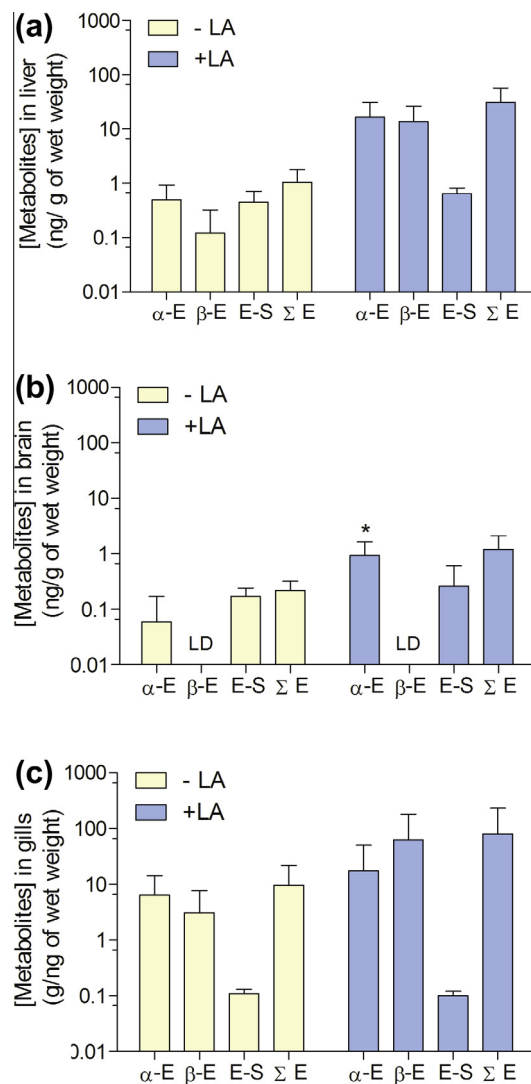 (a)
- LA
+LA
1000
100
10
1
0.1
0.01
[Metabolites] in liver
(ng/ g of wet weight)
α-E β-E E-S Σ E α-E β-E E-S Σ E
(b)
- LA
+LA
1000
100
10
1
0.1
0.01
[Metabolites] in brain
(ng/g of wet weight)
*
LD LD
α-E β-E E-S Σ E α-E β-E E-S Σ E
(c)
- LA
+LA
1000
100
10
1
0.1
0.01
[Metabolites] in gills
(g/ng of wet weight)
α-E β-E E-S Σ E α-E β-E E-S Σ E